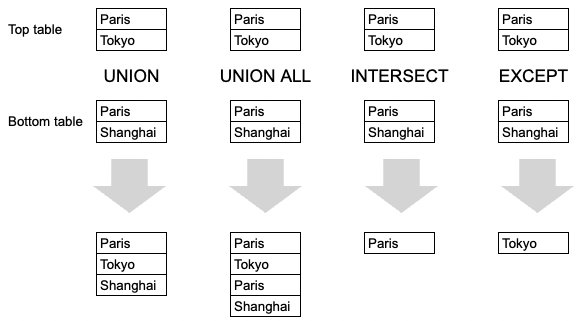 Top table
Paris Paris Paris Paris
Tokyo Tokyo Tokyo Tokyo
UNION UNION ALL INTERSECT EXCEPT
Bottom table
Paris Paris Paris Paris
Shanghai Shanghai Shanghai Shanghai
Paris Paris Paris Tokyo
Tokyo Tokyo
Shanghai Paris
Shanghai